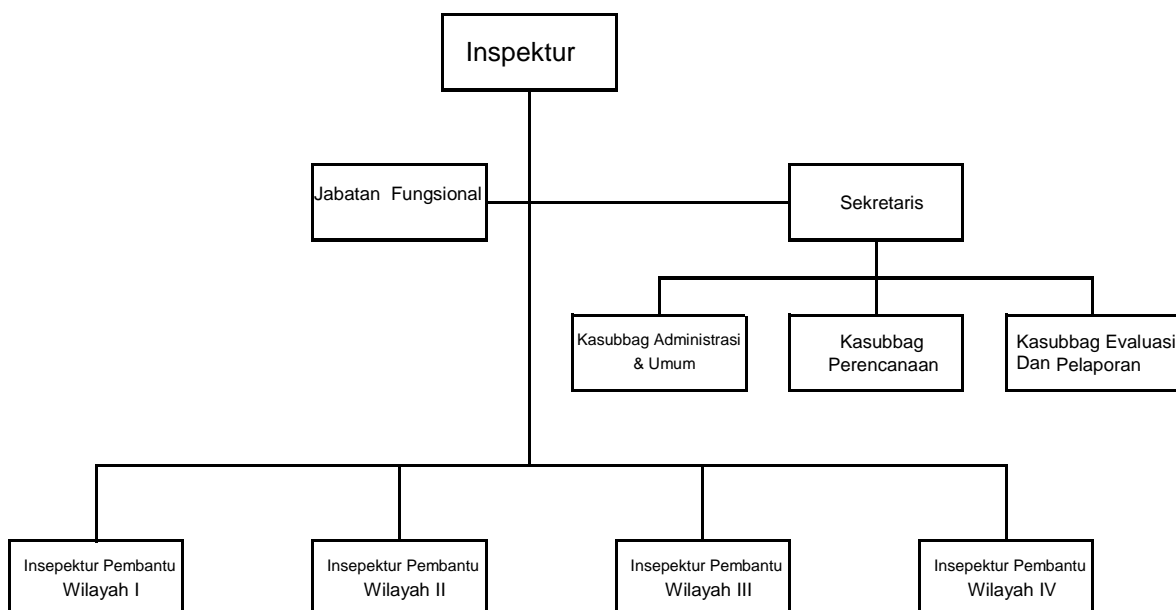 Inspektur
Jabatan Fungsional
Sekretaris
Kasubbag Administrasi
& Umum
Kasubbag
Perencanaan
Kasubbag Evaluasi
Dan Pelaporan
Insepektur Pembantu
Wilayah I
Insepektur Pembantu
Wilayah II
Insepektur Pembantu
Wilayah III
Insepektur Pembantu
Wilayah IV